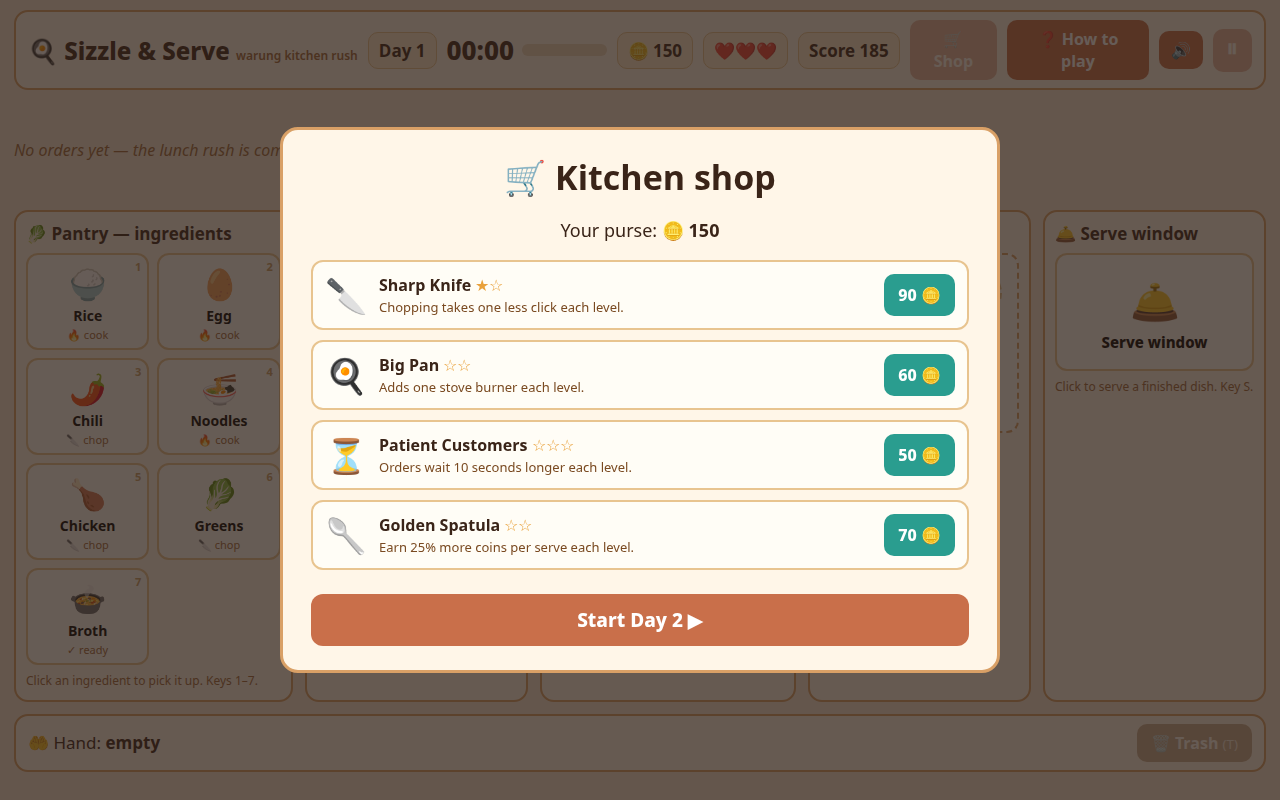 Sizzle & Serve warung kitchen rush
Day 1
00:00
150
Score 185
Shop
How to play
No orders yet — the lunch rush is com
Kitchen shop
Your purse: 150
Sharp Knife ★☆
Chopping takes one less click each level.
90
Big Pan ☆☆
Adds one stove burner each level.
60
Patient Customers ☆☆☆
Orders wait 10 seconds longer each level.
50
Golden Spatula ☆☆
Earn 25% more coins per serve each level.
70
Start Day 2 ▶
Pantry — ingredients
1
Rice
cook
2
Egg
cook
3
Chili
chop
4
Noodles
cook
5
Chicken
chop
6
Greens
chop
7
Broth
✓ ready
Click an ingredient to pick it up. Keys 1–7.
Serve window
Serve window
Click to serve a finished dish. Key S.
Hand: empty
Trash (T)